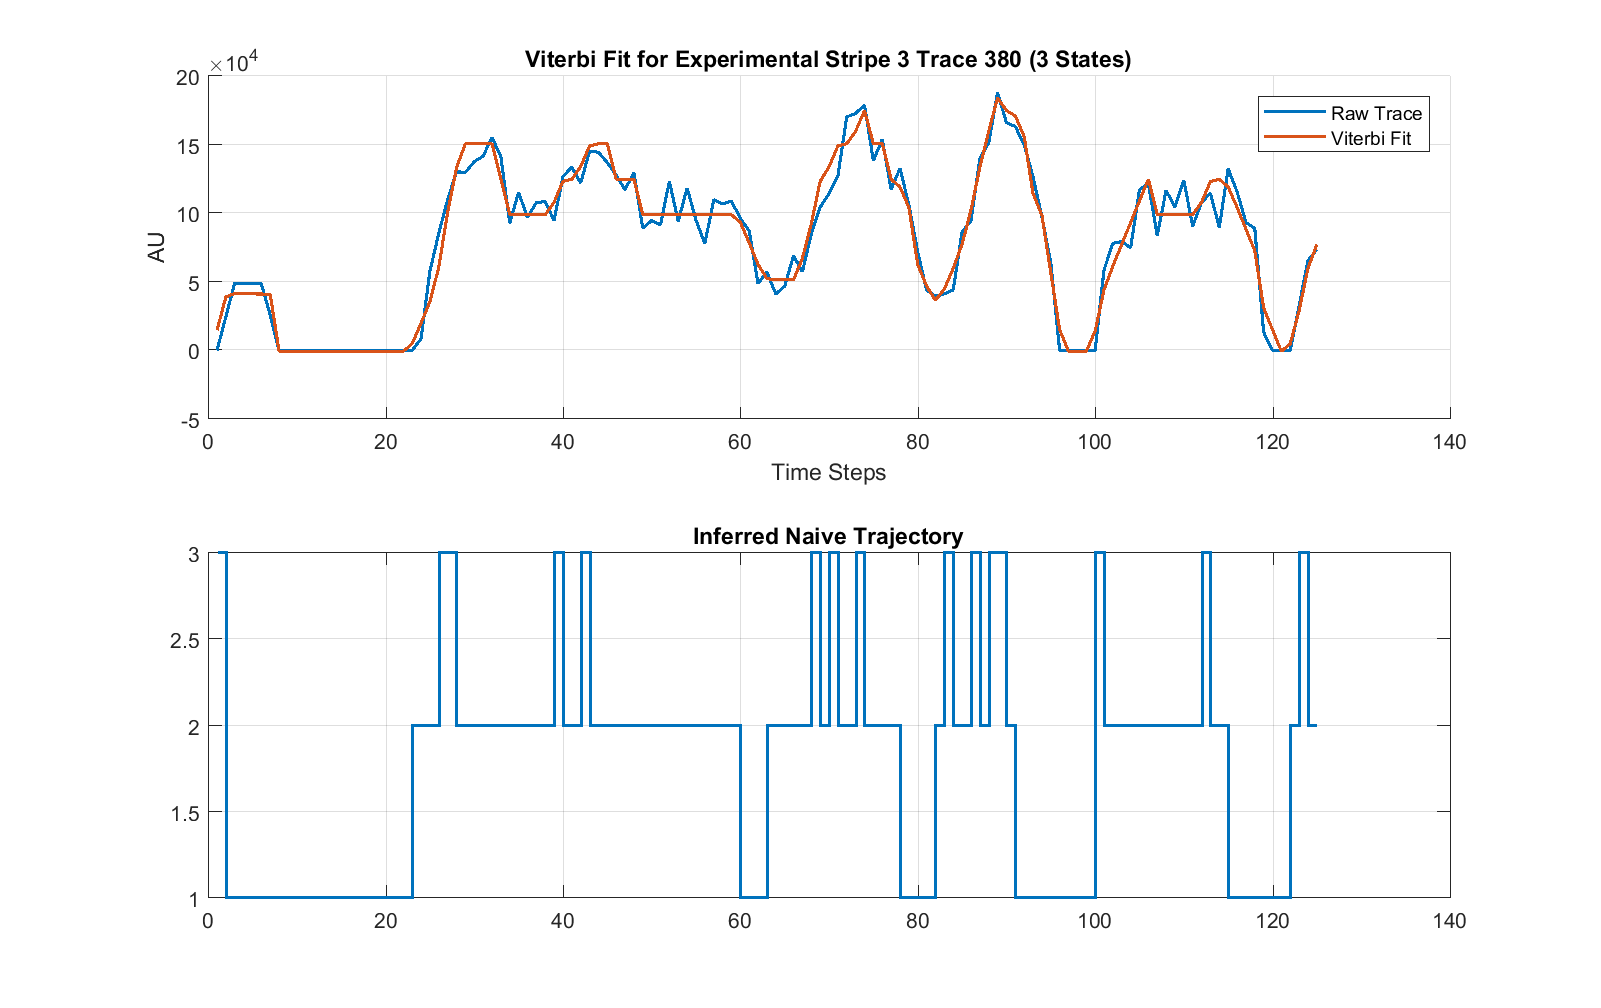 Viterbi Fit for Experimental Stripe 3 Trace 380 (3 States)
×10⁴
20
15
10
5
0
-5
AU
Raw Trace
Viterbi Fit
0 20 40 60 80 100 120 140
Time Steps
Inferred Naive Trajectory
3
2.5
2
1.5
1
0 20 40 60 80 100 120 140